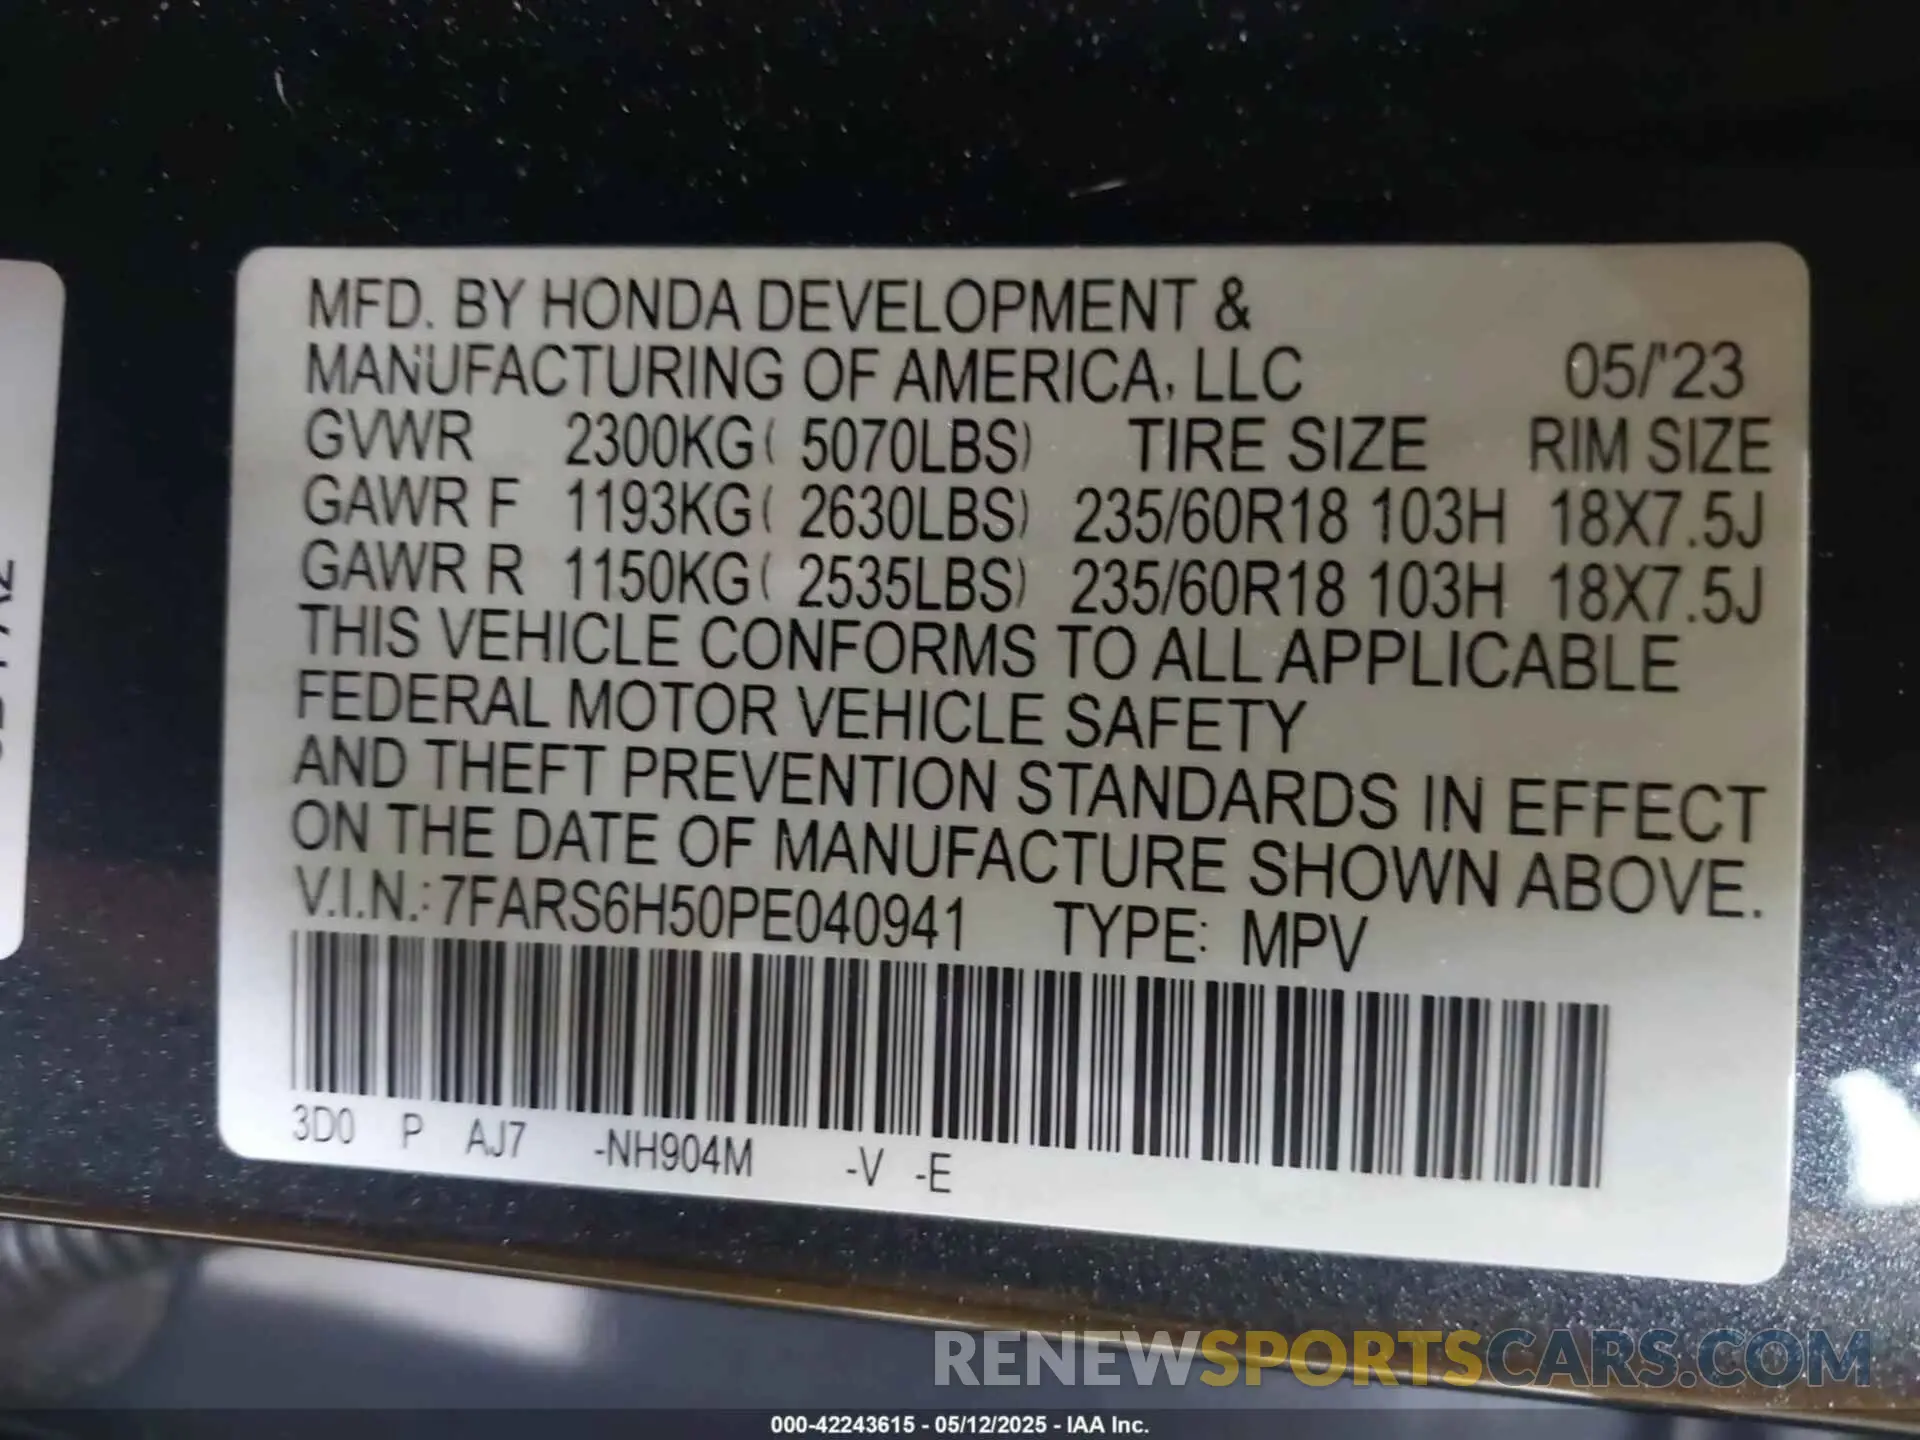 MFD. BY HONDA DEVELOPMENT &
MANUFACTURING OF AMERICA, LLC 05/'23
GVWR 2300KG( 5070LBS) TIRE SIZE RIM SIZE
GAWR F 1193KG( 2630LBS) 235/60R18 103H 18X7.5J
GAWR R 1150KG( 2535LBS) 235/60R18 103H 18X7.5J
THIS VEHICLE CONFORMS TO ALL APPLICABLE
FEDERAL MOTOR VEHICLE SAFETY
AND THEFT PREVENTION STANDARDS IN EFFECT
ON THE DATE OF MANUFACTURE SHOWN ABOVE.
V.I.N.: 7FARS6H50PE040941 TYPE: MPV
3D0 P AJ7 -NH904M -V -E
RENEWSPORTSCARS.COM
000-42243615 - 05/12/2025 - IAA Inc.